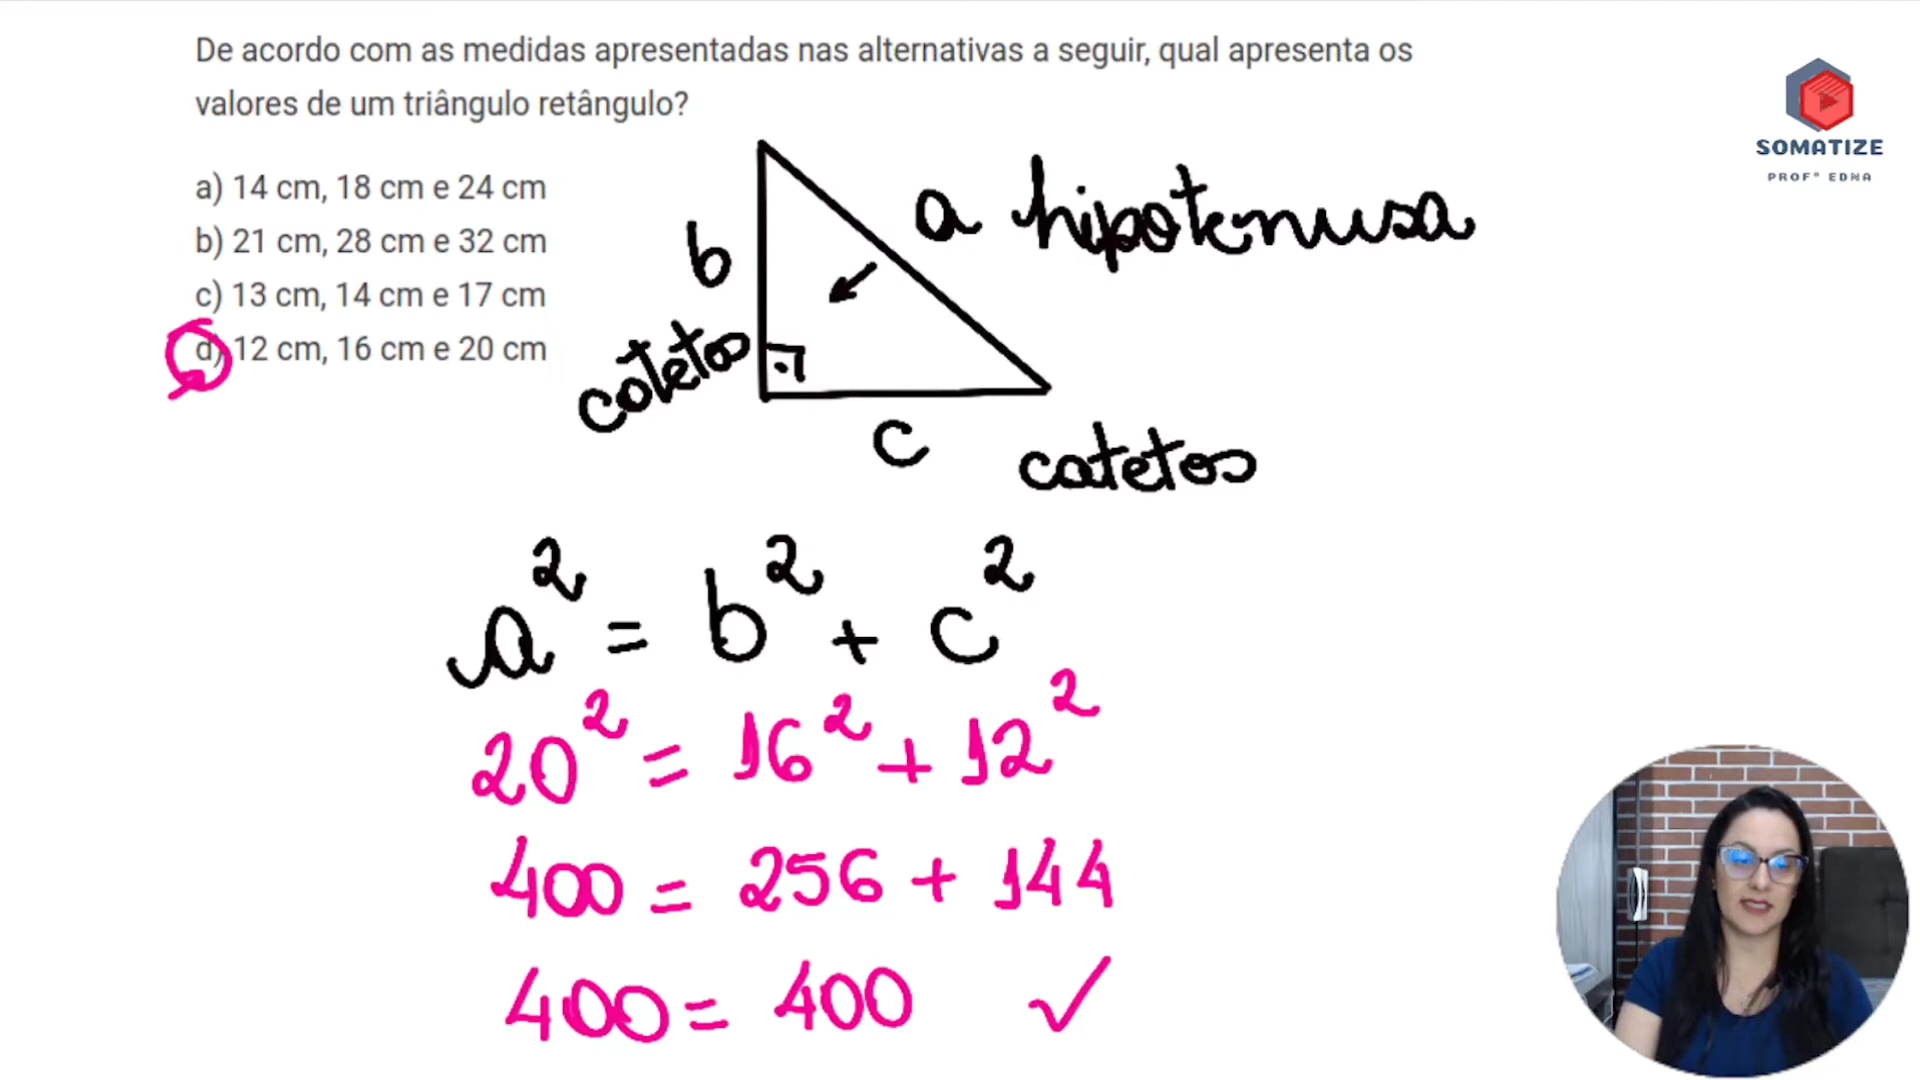 De acordo com as medidas apresentadas nas alternativas a seguir, qual apresenta os
valores de um triângulo retângulo?
SOMATIZE
PROFª EDNA
a) 14 cm, 18 cm e 24 cm
b) 21 cm, 28 cm e 32 cm
c) 13 cm, 14 cm e 17 cm
d) 12 cm, 16 cm e 20 cm
a hipotenusa
b
catetos
c
catetos
a² = b² + c²
20² = 16² + 12²
400 = 256 + 144
400 = 400 ✓